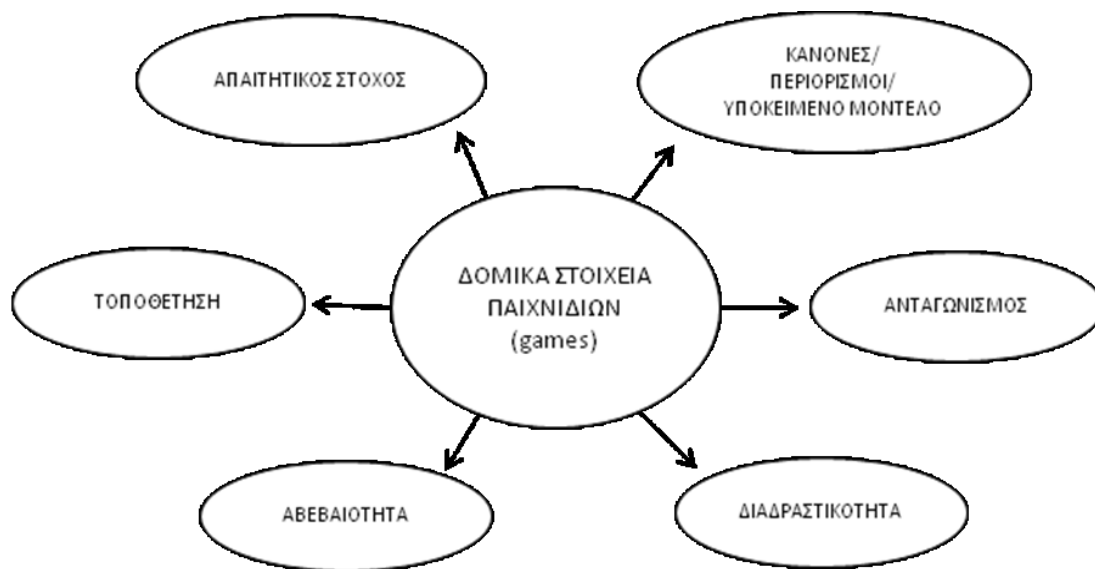 ΑΠΑΙΤΗΤΙΚΟΣ ΣΤΟΧΟΣ
ΚΑΝΟΝΕΣ/
ΠΕΡΙΟΡΙΣΜΟΙ/
ΥΠΟΚΕΙΜΕΝΟ ΜΟΝΤΕΛΟ
ΤΟΠΟΘΕΤΗΣΗ
ΔΟΜΙΚΑ ΣΤΟΙΧΕΙΑ
ΠΑΙΧΝΙΔΙΩΝ
(games)
ΑΝΤΑΓΩΝΙΣΜΟΣ
ΑΒΕΒΑΙΟΤΗΤΑ
ΔΙΑΔΡΑΣΤΙΚΟΤΗΤΑ